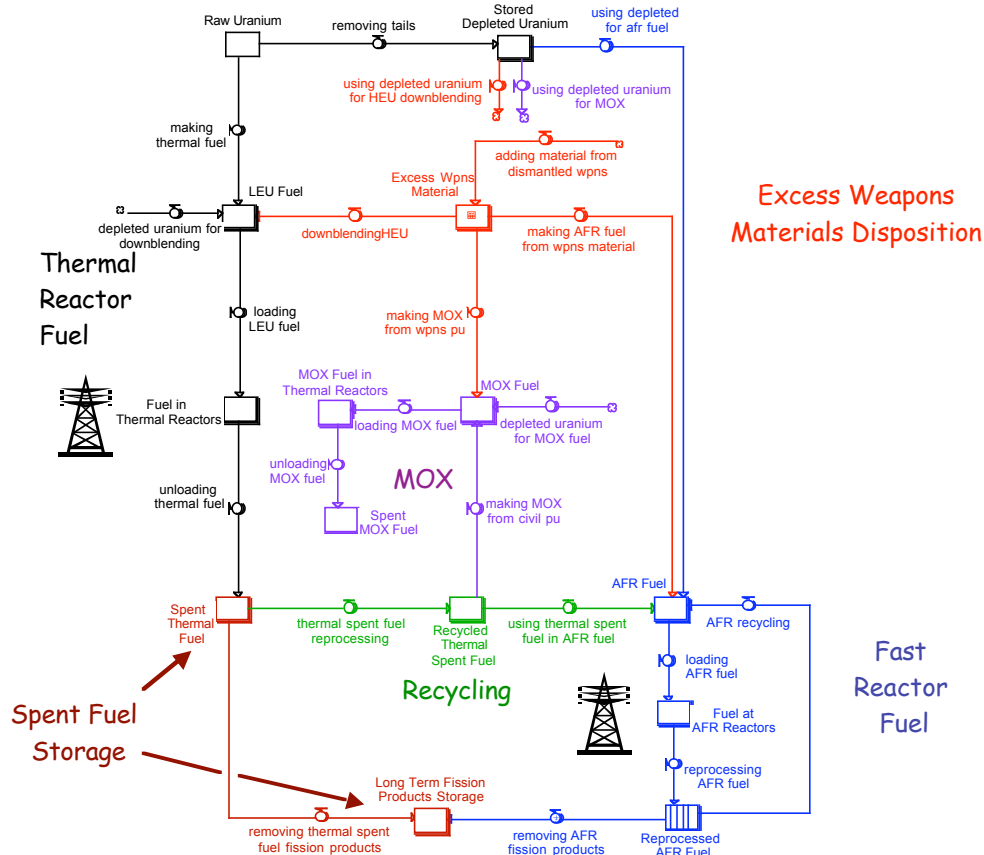 Raw Uranium
removing tails
Stored
Depleted Uranium
using depleted
for afr fuel
using depleted uranium
for HEU downblending
using depleted uranium
for MOX
making
thermal fuel
adding material from
dismantled wpns
Excess Wpns
Material
LEU Fuel
depleted uranium for
downblending
downblendingHEU
making AFR fuel
from wpns material
Excess Weapons
Materials Disposition
Thermal
Reactor
Fuel
loading
LEU fuel
making MOX
from wpns pu
MOX Fuel in
Thermal Reactors
MOX Fuel
Fuel in
Thermal Reactors
loading MOX fuel
depleted uranium
for MOX fuel
unloading
MOX fuel
MOX
unloading
thermal fuel
Spent
MOX Fuel
making MOX
from civil pu
AFR Fuel
Spent
Thermal
Fuel
thermal spent fuel
reprocessing
Recycled
Thermal
Spent Fuel
using thermal spent
fuel in AFR fuel
AFR recycling
Recycling
loading
AFR fuel
Fast
Reactor
Fuel
Spent Fuel
Storage
Fuel at
AFR Reactors
reprocessing
AFR fuel
Long Term Fission
Products Storage
removing thermal spent
fuel fission products
removing AFR
fission products
Reprocessed
AFR Fuel